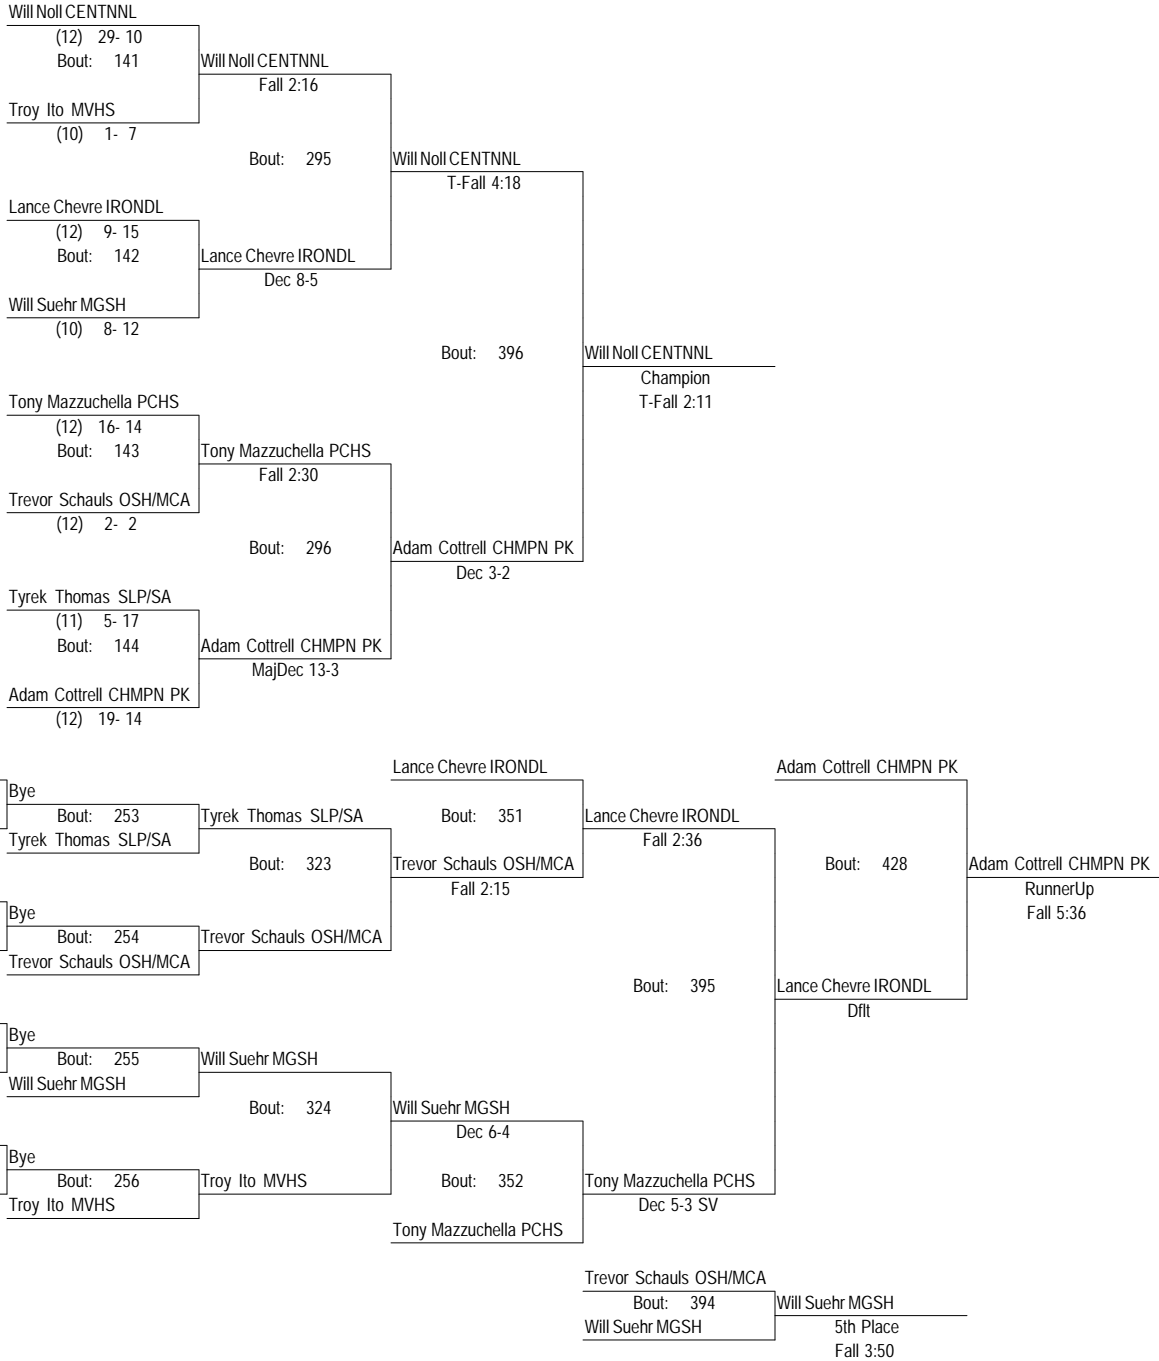 Will Noll CENTNNL
(12) 29- 10
Bout: 141
Will Noll CENTNNL
Fall 2:16
Troy Ito MVHS
(10) 1- 7
Bout: 295
Will Noll CENTNNL
T-Fall 4:18
Lance Chevre IRONDL
(12) 9- 15
Bout: 142
Lance Chevre IRONDL
Dec 8-5
Will Suehr MGSH
(10) 8- 12
Bout: 396
Will Noll CENTNNL
Champion
T-Fall 2:11
Tony Mazzuchella PCHS
(12) 16- 14
Bout: 143
Tony Mazzuchella PCHS
Fall 2:30
Trevor Schauls OSH/MCA
(12) 2- 2
Bout: 296
Adam Cottrell CHMPN PK
Dec 3-2
Tyrek Thomas SLP/SA
(11) 5- 17
Bout: 144
Adam Cottrell CHMPN PK
MajDec 13-3
Adam Cottrell CHMPN PK
(12) 19- 14
Lance Chevre IRONDL
Adam Cottrell CHMPN PK
Bye
Bout: 253
Tyrek Thomas SLP/SA
Bout: 351
Lance Chevre IRONDL
Fall 2:36
Tyrek Thomas SLP/SA
Bout: 323
Trevor Schauls OSH/MCA
Fall 2:15
Bout: 428
Adam Cottrell CHMPN PK
RunnerUp
Fall 5:36
Bye
Bout: 254
Trevor Schauls OSH/MCA
Trevor Schauls OSH/MCA
Bout: 395
Lance Chevre IRONDL
Dflt
Bye
Bout: 255
Will Suehr MGSH
Will Suehr MGSH
Bout: 324
Will Suehr MGSH
Dec 6-4
Bye
Bout: 256
Troy Ito MVHS
Bout: 352
Tony Mazzuchella PCHS
Dec 5-3 SV
Troy Ito MVHS
Tony Mazzuchella PCHS
Trevor Schauls OSH/MCA
Bout: 394
Will Suehr MGSH
Will Suehr MGSH
5th Place
Fall 3:50